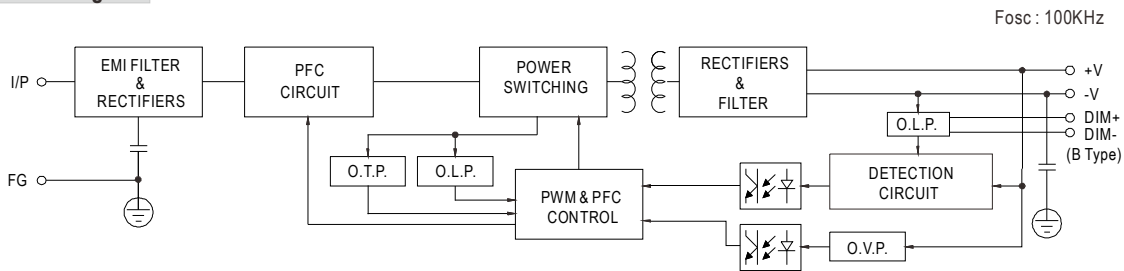 Fosc : 100KHz
I/P
EMI FILTER
&
RECTIFIERS
PFC
CIRCUIT
POWER
SWITCHING
RECTIFIERS
&
FILTER
+V
-V
DIM+
DIM-
(B Type)
O.L.P.
FG
O.T.P.
O.L.P.
PWM & PFC
CONTROL
DETECTION
CIRCUIT
O.V.P.